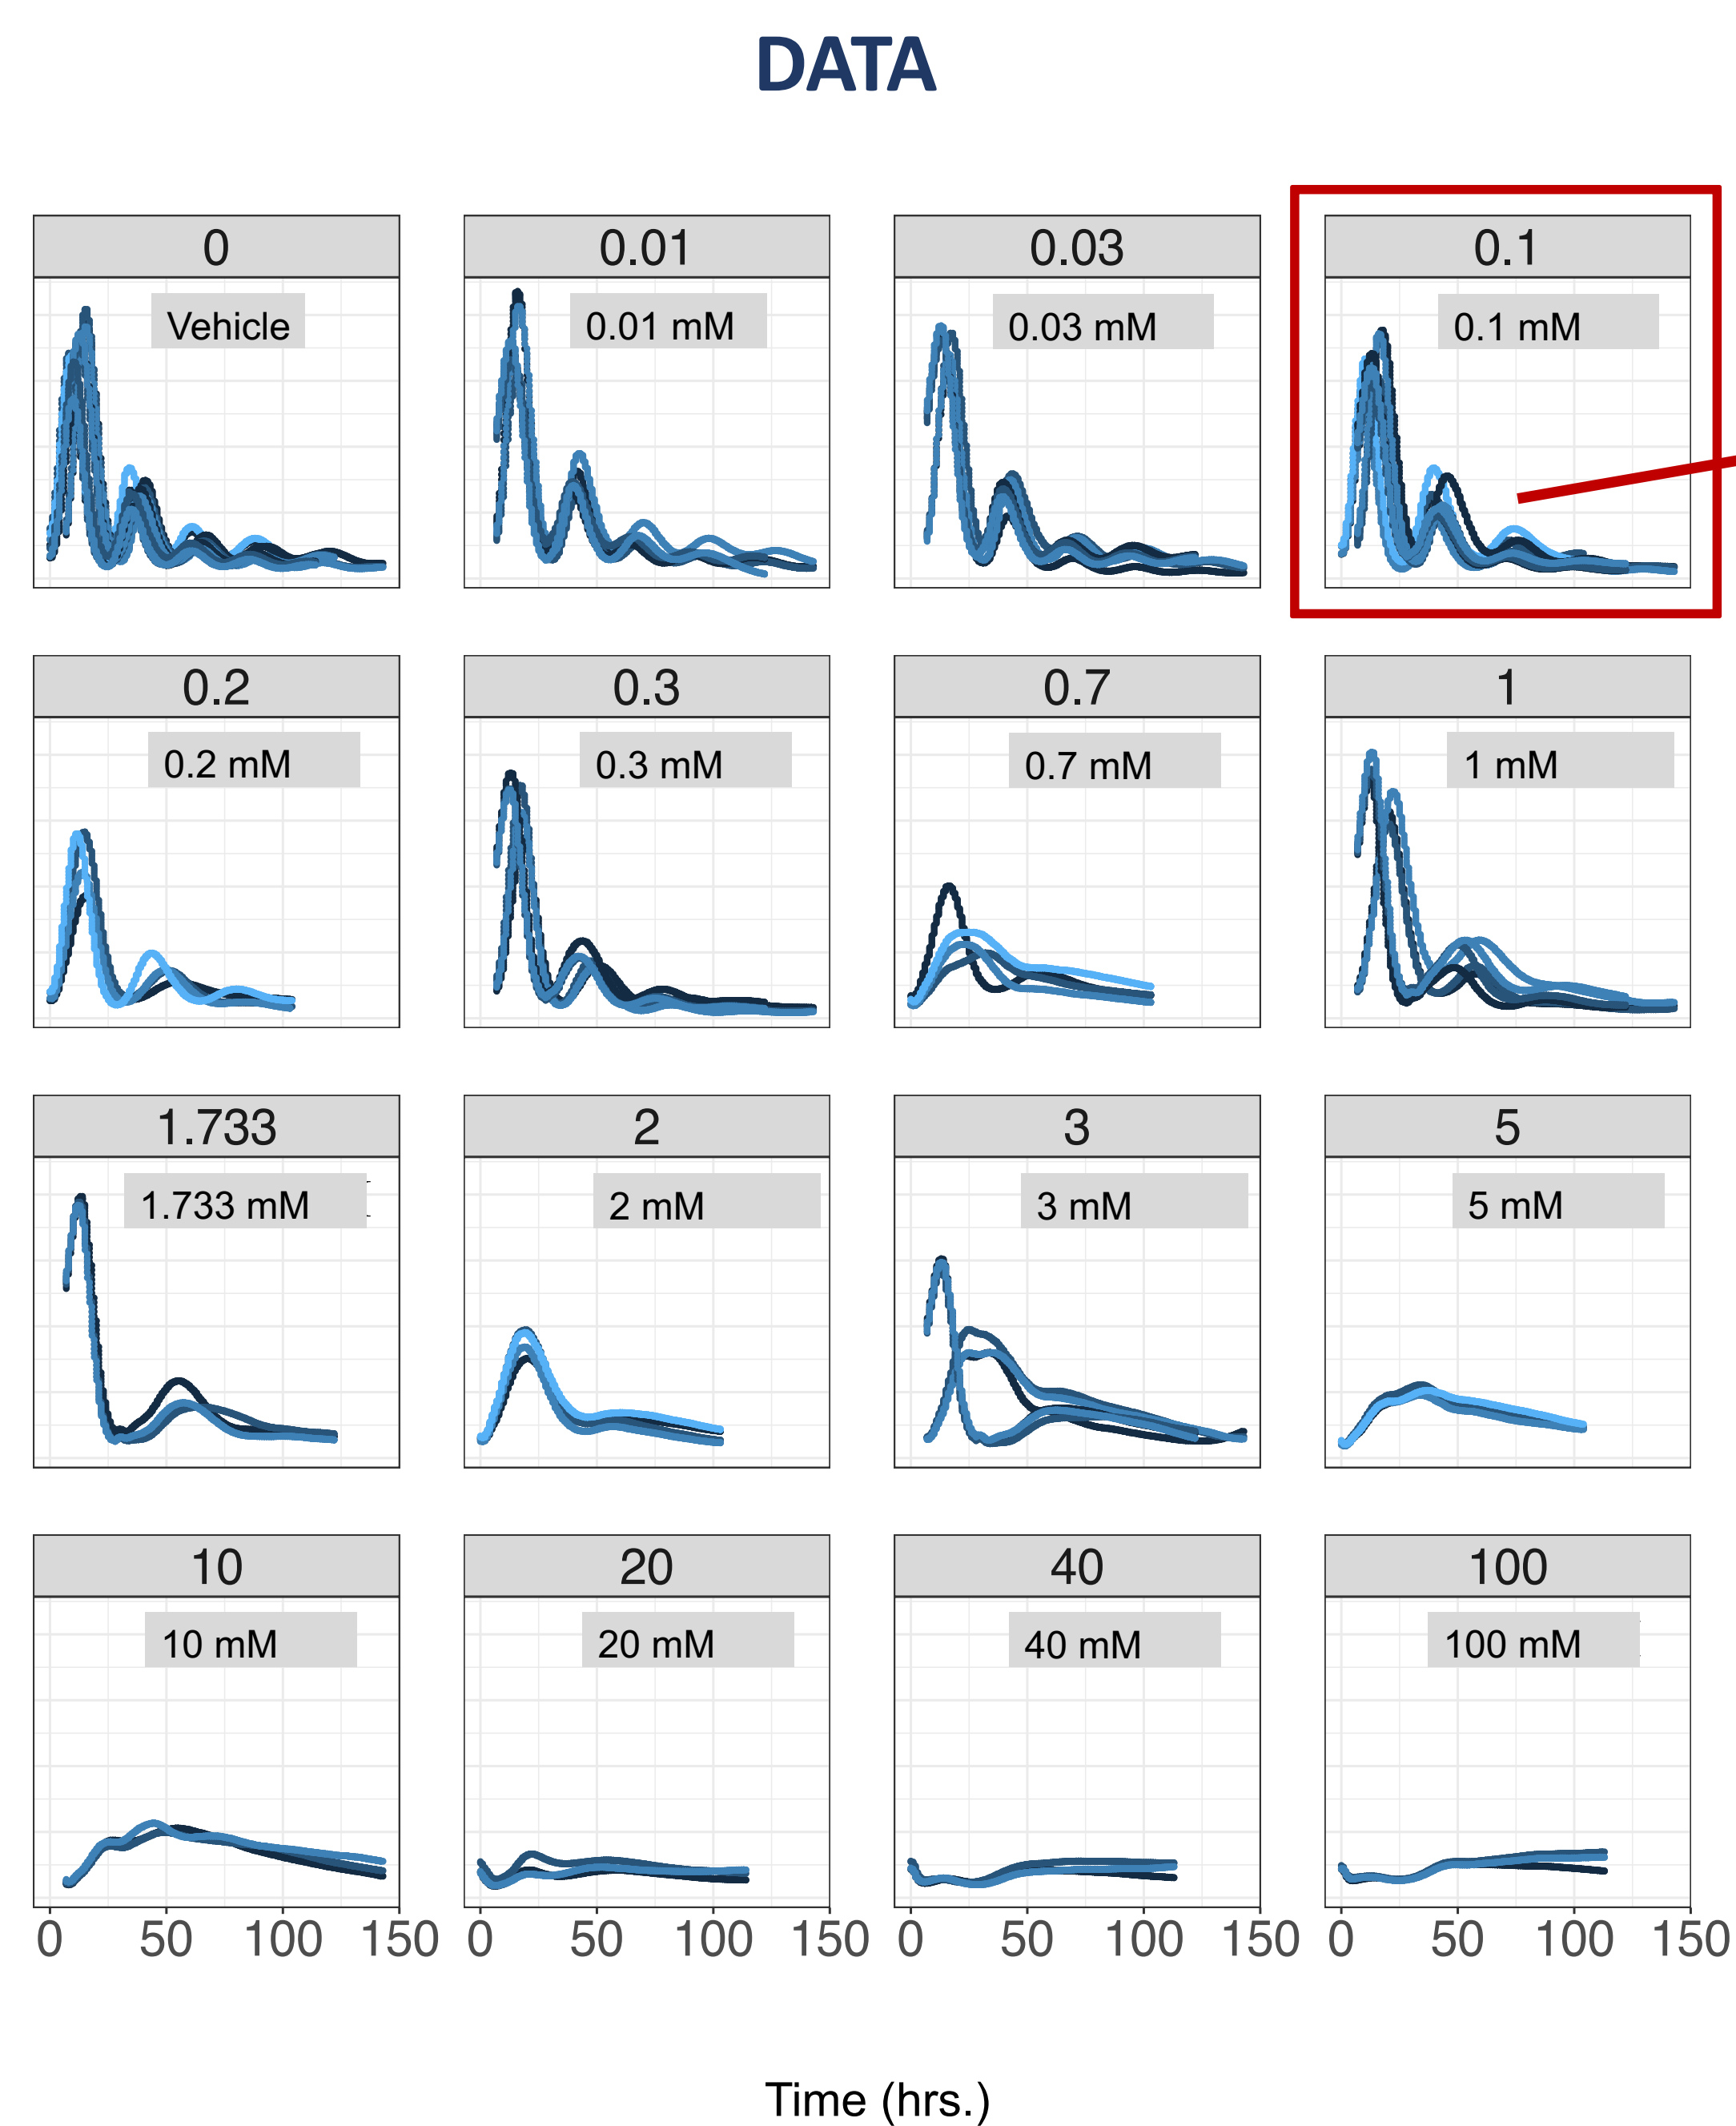 DATA
0 0.01 0.03 0.1
Vehicle 0.01 mM 0.03 mM 0.1 mM
0.2 0.3 0.7 1
0.2 mM 0.3 mM 0.7 mM 1 mM
1.733 2 3 5
1.733 mM 2 mM 3 mM 5 mM
10 20 40 100
10 mM 20 mM 40 mM 100 mM
0 50 100 150 0 50 100 150 0 50 100 150 0 50 100 150
Time (hrs.)